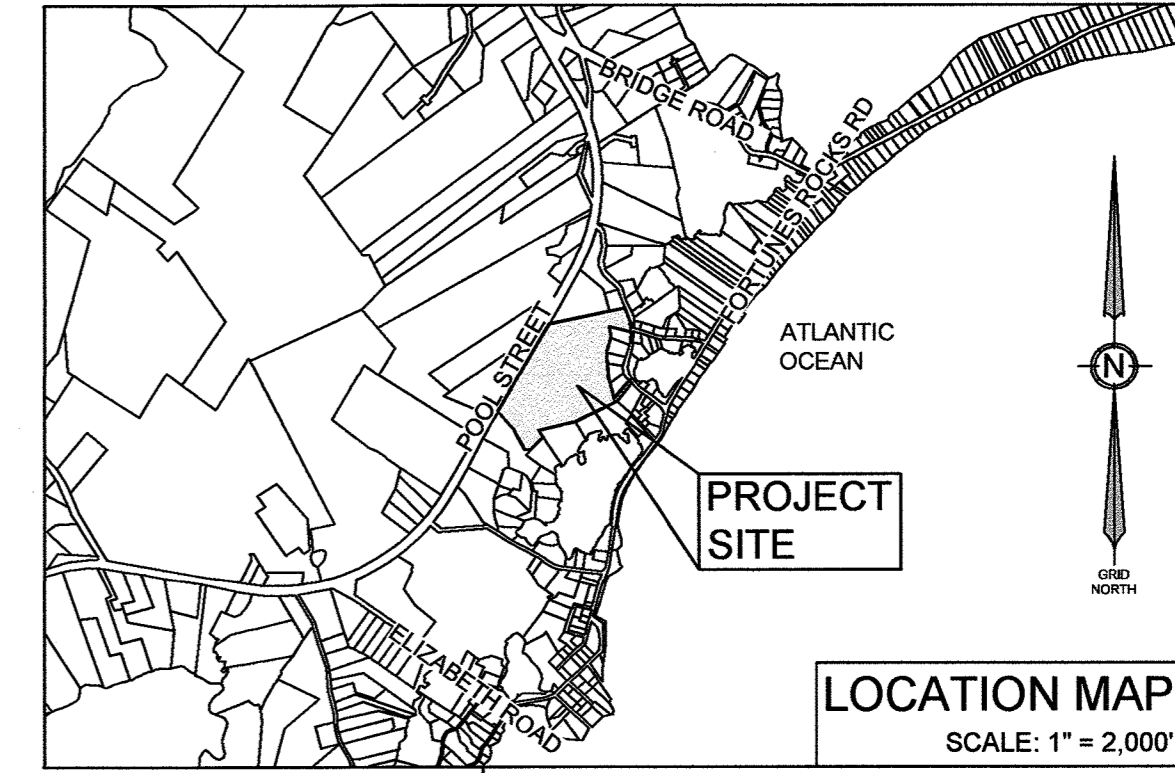 BRIDGE ROAD
FORTUNES ROCKS RD
POOL STREET
ATLANTIC
OCEAN
N
PROJECT
SITE
GRID
NORTH
ELIZABETH ROAD
LOCATION MAP
SCALE: 1" = 2,000'